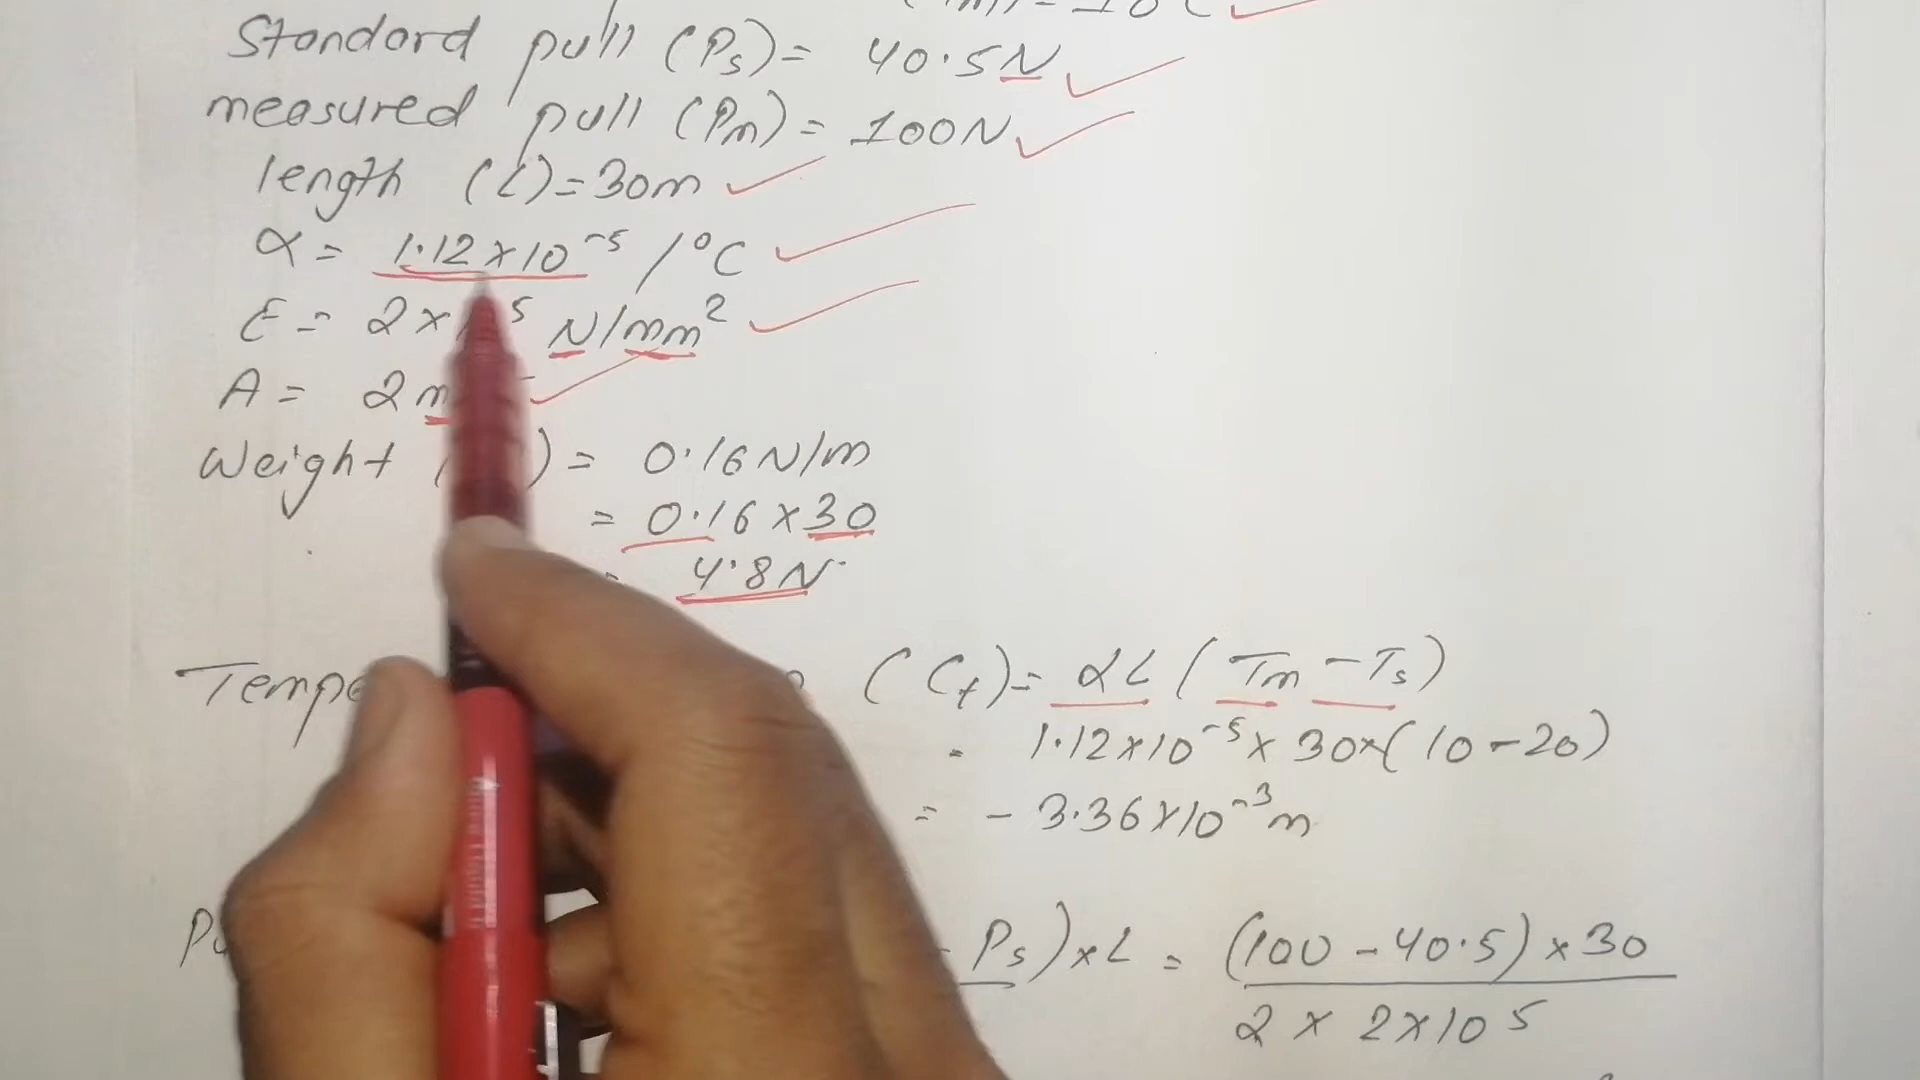 Standard pull (Ps) = 40.5N
measured pull (Pm) = 100N
length (L) = 30m
α = 1.12×10⁻⁵ /°C
E = 2× ⁵ N/mm²
A = 2
Weight ( ) = 0.16N/m
= 0.16×30
4.8N
(Ct) = αL (Tm - Ts)
= 1.12×10⁻⁵ × 30×(10-20)
= - 3.36×10⁻³m
- Ps)×L = (100 - 40.5)×30
2 × 2×10⁵